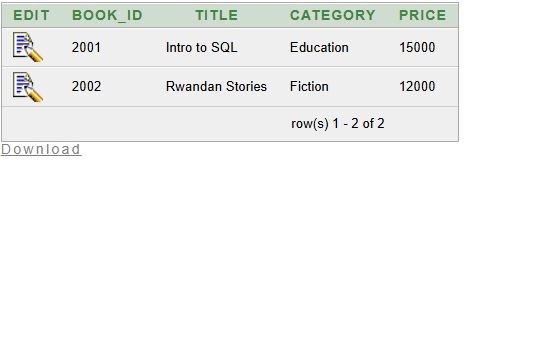 EDIT BOOK_ID TITLE CATEGORY PRICE
2001 Intro to SQL Education 15000
2002 Rwandan Stories Fiction 12000
row(s) 1 - 2 of 2
Download